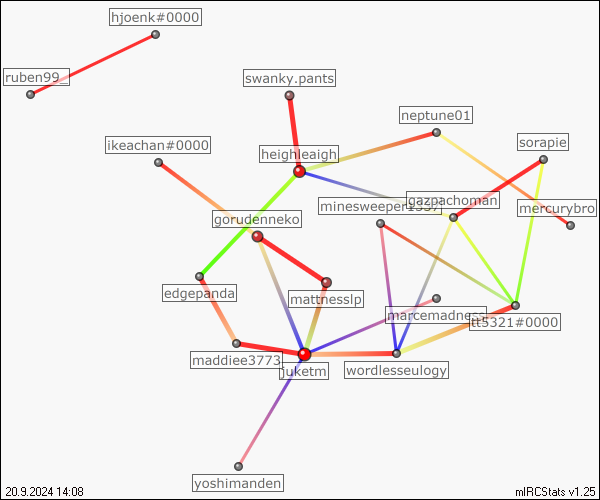 hjoenk#0000
ruben99_
swanky.pants
neptune01
ikeachan#0000
sorapie
heighleaigh
minesweeper1337
gazpachoman
mercurybro
gorudenneko
edgepanda
mattnesslp
marcemadness
tt5321#0000
maddiee3773
juketm
wordlesseulogy
yoshimanden
20.9.2024 14:08
mIRCStats v1.25